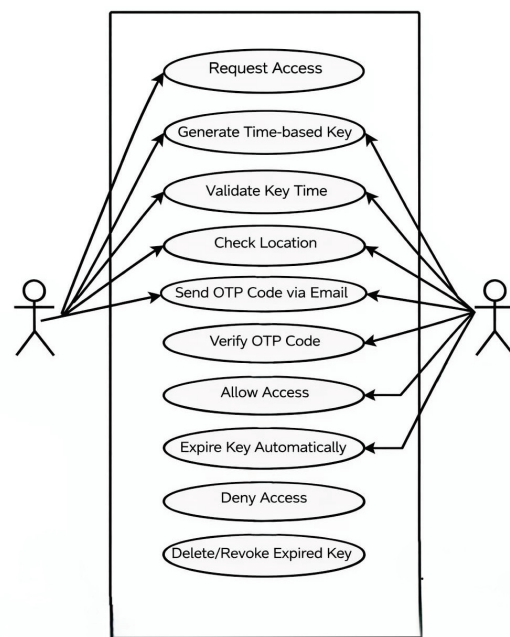 Request Access
Generate Time-based Key
Validate Key Time
Check Location
Send OTP Code via Email
Verify OTP Code
Allow Access
Expire Key Automatically
Deny Access
Delete/Revoke Expired Key